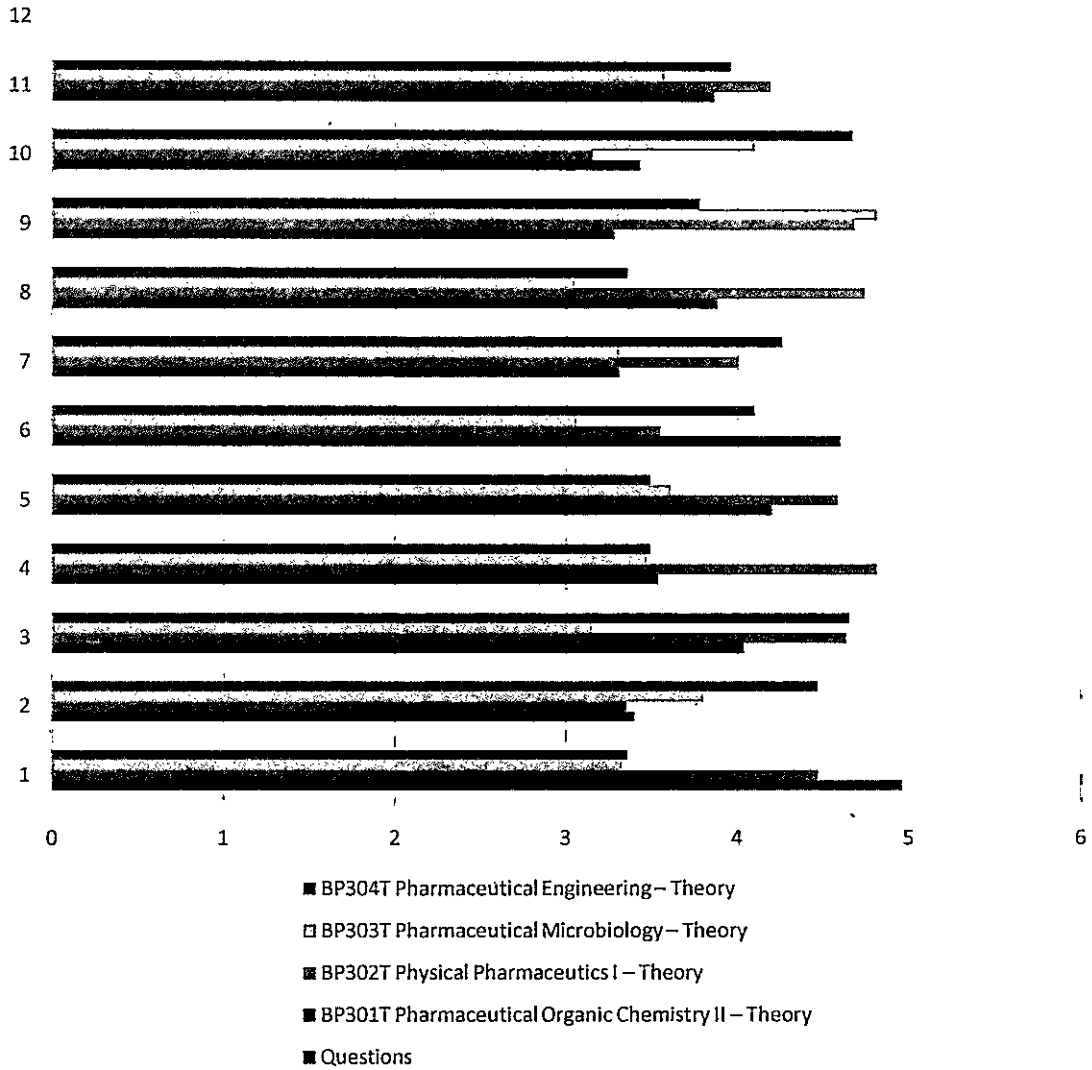 12
11
10
9
8
7
6
5
4
3
2
1
0 1 2 3 4 5 6
BP304T Pharmaceutical Engineering – Theory
BP303T Pharmaceutical Microbiology – Theory
BP302T Physical Pharmaceutics I – Theory
BP301T Pharmaceutical Organic Chemistry II – Theory
Questions